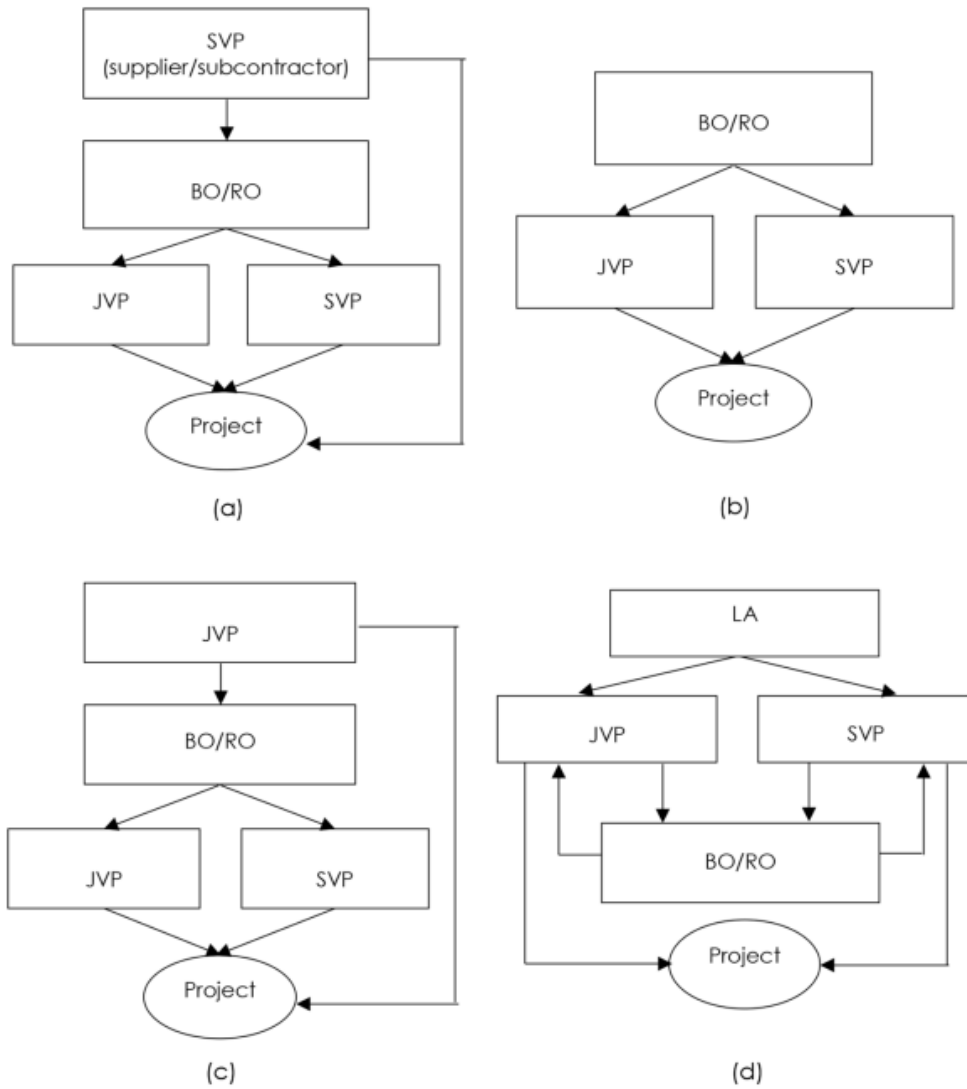 SVP
(supplier/subcontractor)
BO/RO
JVP
SVP
Project
(a)
BO/RO
JVP
SVP
Project
(b)
JVP
BO/RO
JVP
SVP
Project
(c)
LA
JVP
SVP
BO/RO
Project
(d)